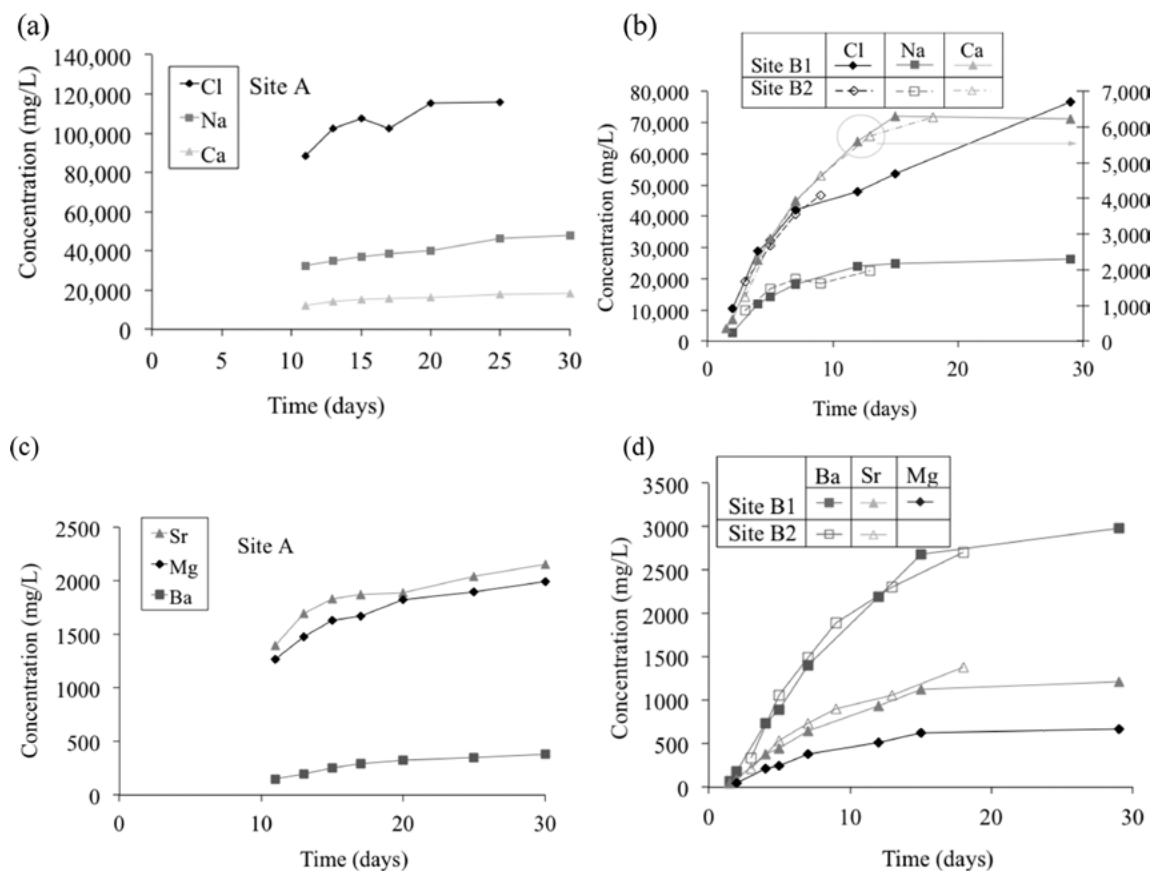 (a)
140,000
120,000
100,000
80,000
60,000
40,000
20,000
0
Concentration (mg/L)
Cl
Na
Ca
Site A
0 5 10 15 20 25 30
Time (days)
(b)
Cl Na Ca
Site B1
Site B2
80,000
70,000
60,000
50,000
40,000
30,000
20,000
10,000
0
Concentration (mg/L)
7,000
6,000
5,000
4,000
3,000
2,000
1,000
0
0 10 20 30
Time (days)
(c)
2500
2000
1500
1000
500
0
Concentration (mg/L)
Sr
Mg
Ba
Site A
0 10 20 30
Time (days)
(d)
Ba Sr Mg
Site B1
Site B2
3500
3000
2500
2000
1500
1000
500
0
Concentration (mg/L)
0 10 20 30
Time (days)